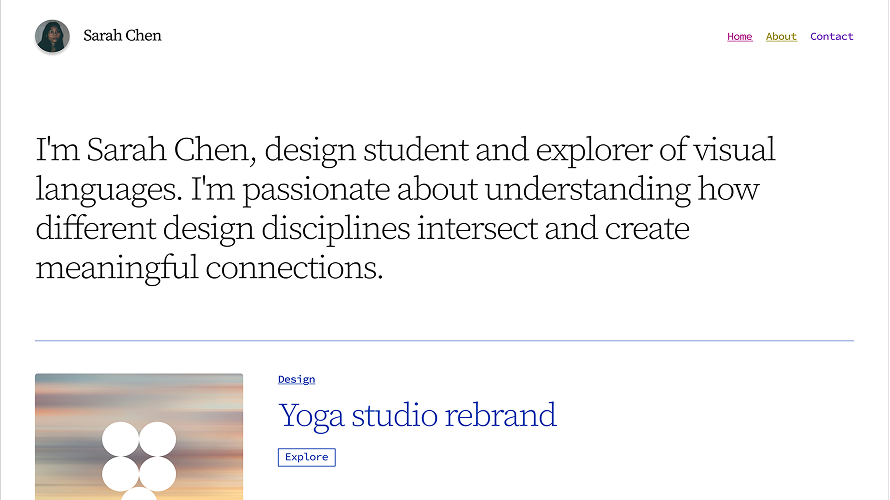 Sarah Chen
Home About Contact
I'm Sarah Chen, design student and explorer of visual
languages. I'm passionate about understanding how
different design disciplines intersect and create
meaningful connections.
Design
Yoga studio rebrand
Explore